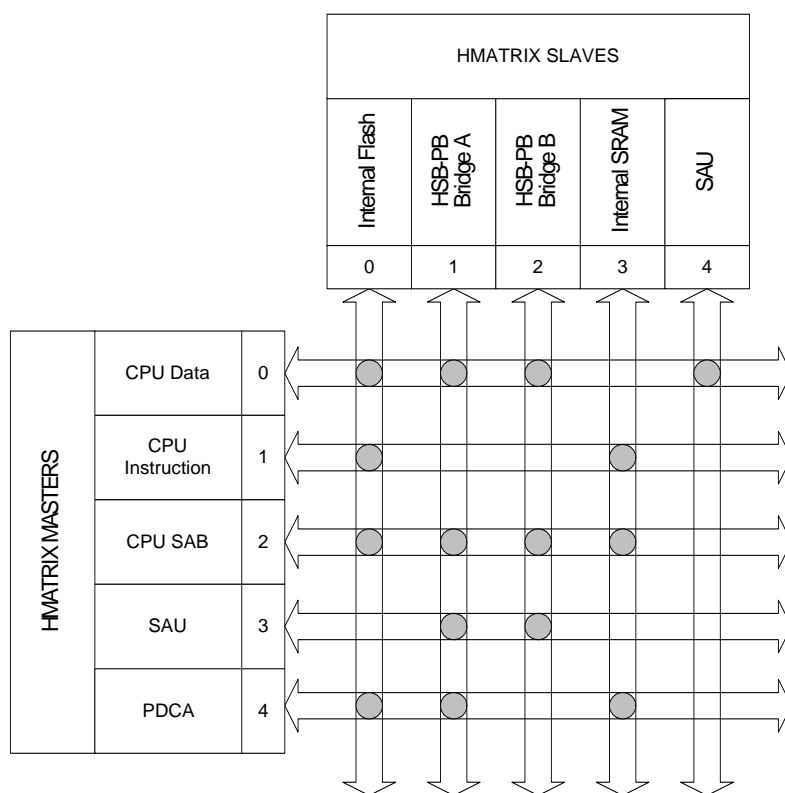 HMATRIX SLAVES
Internal Flash
HSB-PB
Bridge A
HSB-PB
Bridge B
Internal SRAM
SAU
0
1
2
3
4
HMATRIX MASTERS
CPU Data
0
CPU
Instruction
1
CPU SAB
2
SAU
3
PDCA
4